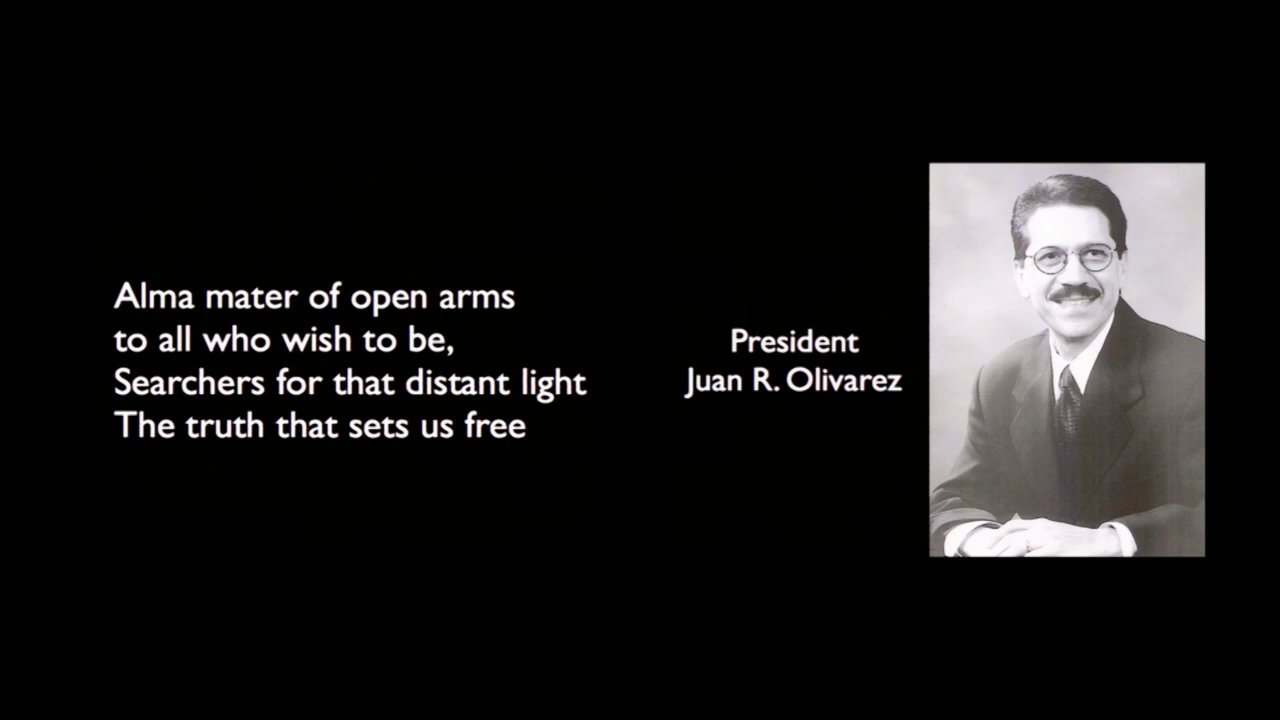 Alma mater of open arms
to all who wish to be,
Searchers for that distant light
The truth that sets us free
President
Juan R. Olivarez